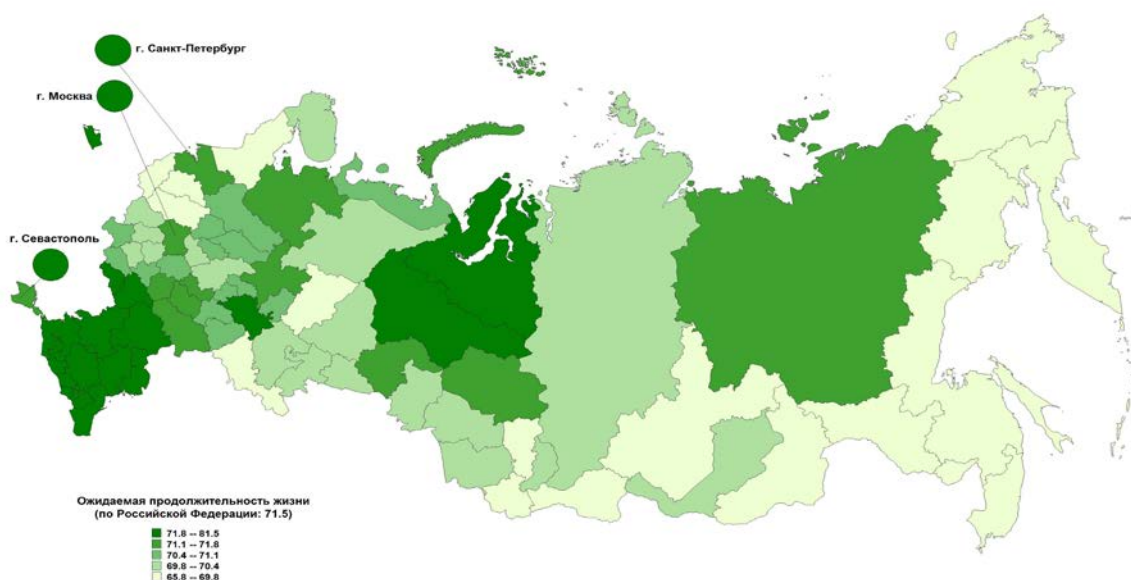 г. Санкт-Петербург
г. Москва
г. Севастополь
Ожидаемая продолжительность жизни
(по Российской Федерации: 71.5)
71.8 -- 81.5
71.1 -- 71.8
70.4 -- 71.1
69.8 -- 70.4
65.8 -- 69.8